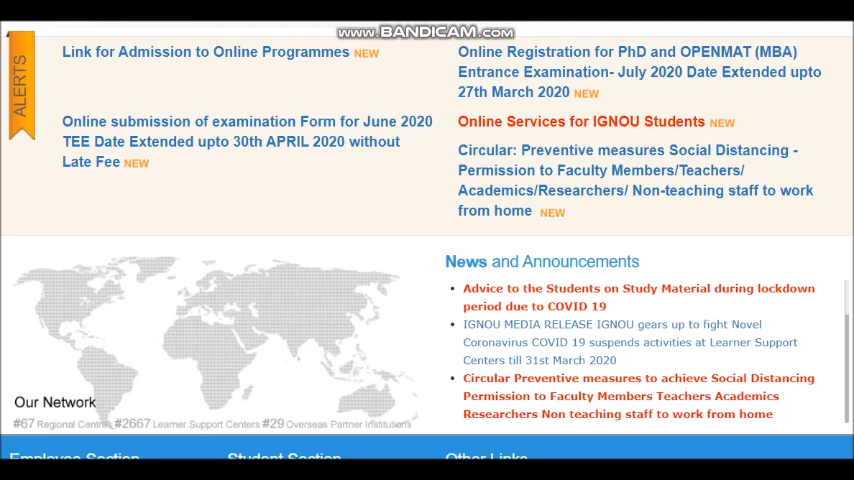 www.BANDICAM.com
ALERTS
Link for Admission to Online Programmes NEW
Online submission of examination Form for June 2020
TEE Date Extended upto 30th APRIL 2020 without
Late Fee NEW
Online Registration for PhD and OPENMAT (MBA)
Entrance Examination- July 2020 Date Extended upto
27th March 2020 NEW
Online Services for IGNOU Students NEW
Circular: Preventive measures Social Distancing -
Permission to Faculty Members/Teachers/
Academics/Researchers/ Non-teaching staff to work
from home NEW
Our Network
#67 Regional Centres #2667 Learner Support Centers #29 Overseas Partner Institutions
News and Announcements
• Advice to the Students on Study Material during lockdown
period due to COVID 19
• IGNOU MEDIA RELEASE IGNOU gears up to fight Novel
Coronavirus COVID 19 suspends activities at Learner Support
Centers till 31st March 2020
• Circular Preventive measures to achieve Social Distancing
Permission to Faculty Members Teachers Academics
Researchers Non teaching staff to work from home
Employee Section Student Section Other Links